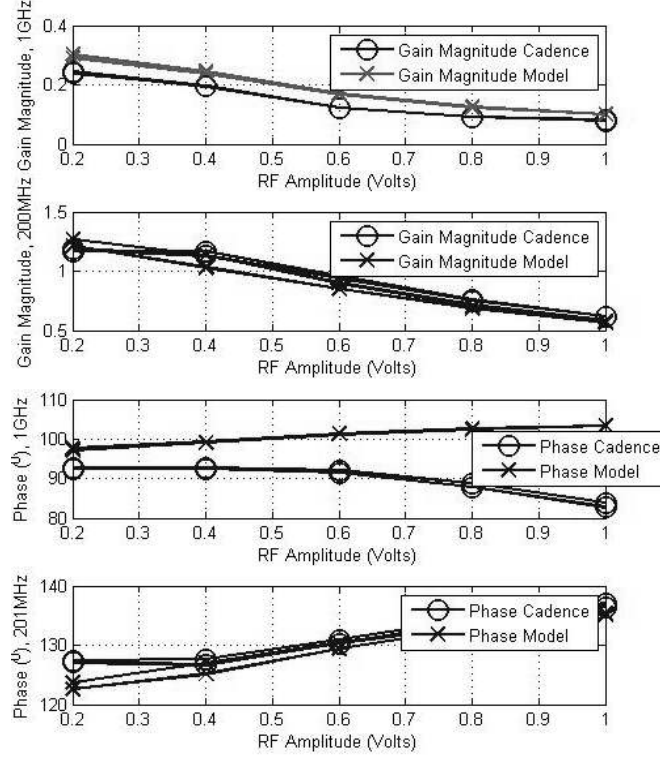 Gain Magnitude, 1GHz
0.4
0.2
0
Gain Magnitude Cadence
Gain Magnitude Model
0.2 0.3 0.4 0.5 0.6 0.7 0.8 0.9 1
RF Amplitude (Volts)
Gain Magnitude, 200MHz
1.5
1
0.5
Gain Magnitude Cadence
Gain Magnitude Model
0.2 0.3 0.4 0.5 0.6 0.7 0.8 0.9 1
RF Amplitude (Volts)
Phase (U), 1GHz
110
100
90
80
Phase Cadence
Phase Model
0.2 0.3 0.4 0.5 0.6 0.7 0.8 0.9 1
RF Amplitude (Volts)
Phase (U), 201MHz
140
130
120
Phase Cadence
Phase Model
0.2 0.3 0.4 0.5 0.6 0.7 0.8 0.9 1
RF Amplitude (Volts)